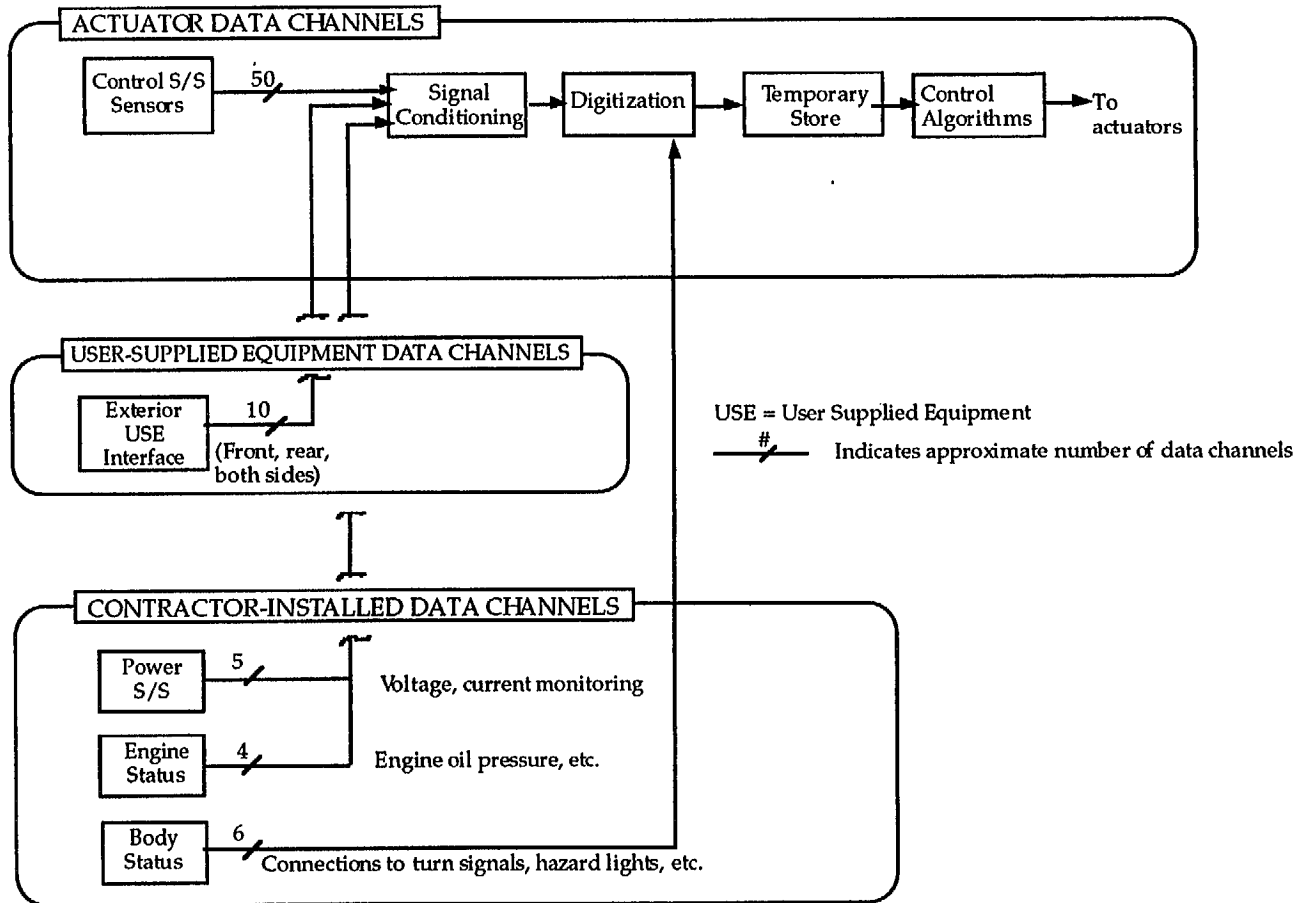 ACTUATOR DATA CHANNELS
Control S/S
Sensors
50
Signal
Conditioning
Digitization
Temporary
Store
Control
Algorithms
To
actuators
USER-SUPPLIED EQUIPMENT DATA CHANNELS
Exterior
USE
Interface
10
(Front, rear,
both sides)
USE = User Supplied Equipment
#
Indicates approximate number of data channels
CONTRACTOR-INSTALLED DATA CHANNELS
Power
S/S
5
Voltage, current monitoring
Engine
Status
4
Engine oil pressure, etc.
Body
Status
6
Connections to turn signals, hazard lights, etc.